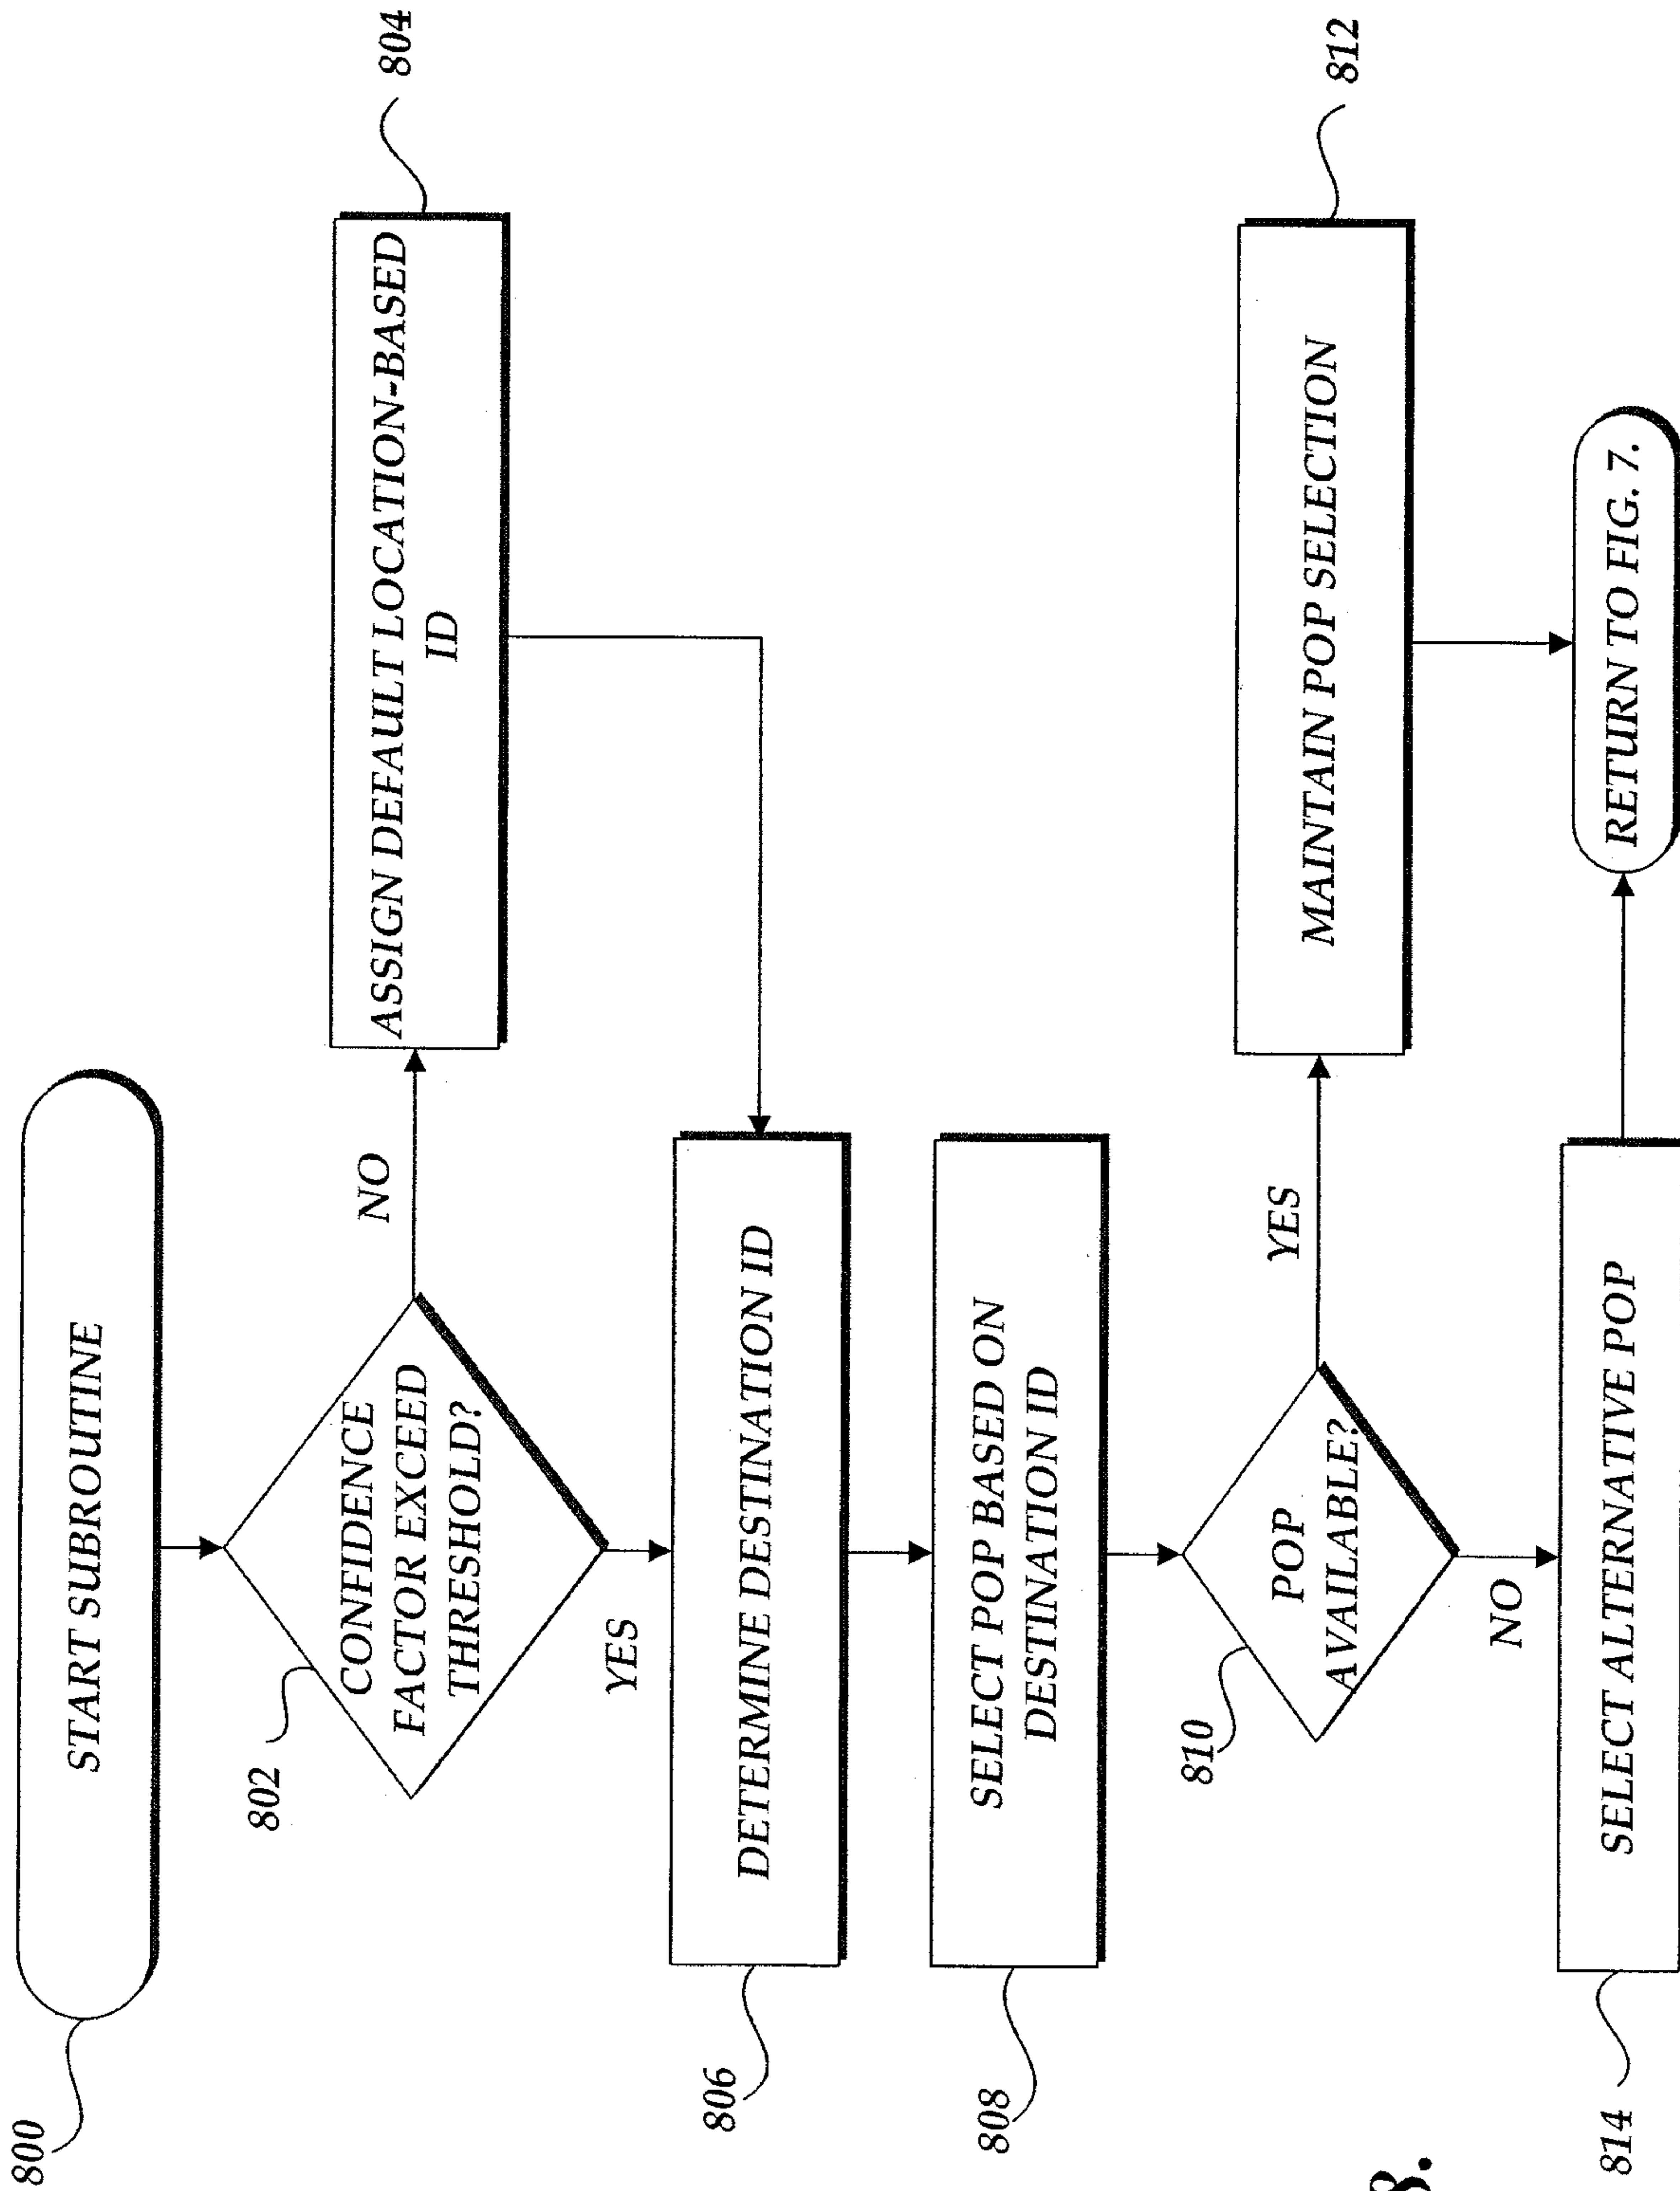 800
START SUBROUTINE
802
CONFIDENCE
FACTOR EXCEED
THRESHOLD?
NO
ASSIGN DEFAULT LOCATION-BASED
ID
804
YES
806
DETERMINE DESTINATION ID
808
SELECT POP BASED ON
DESTINATION ID
810
POP
AVAILABLE?
YES
MAINTAIN POP SELECTION
812
NO
814
SELECT ALTERNATIVE POP
RETURN TO FIG. 7.
8.